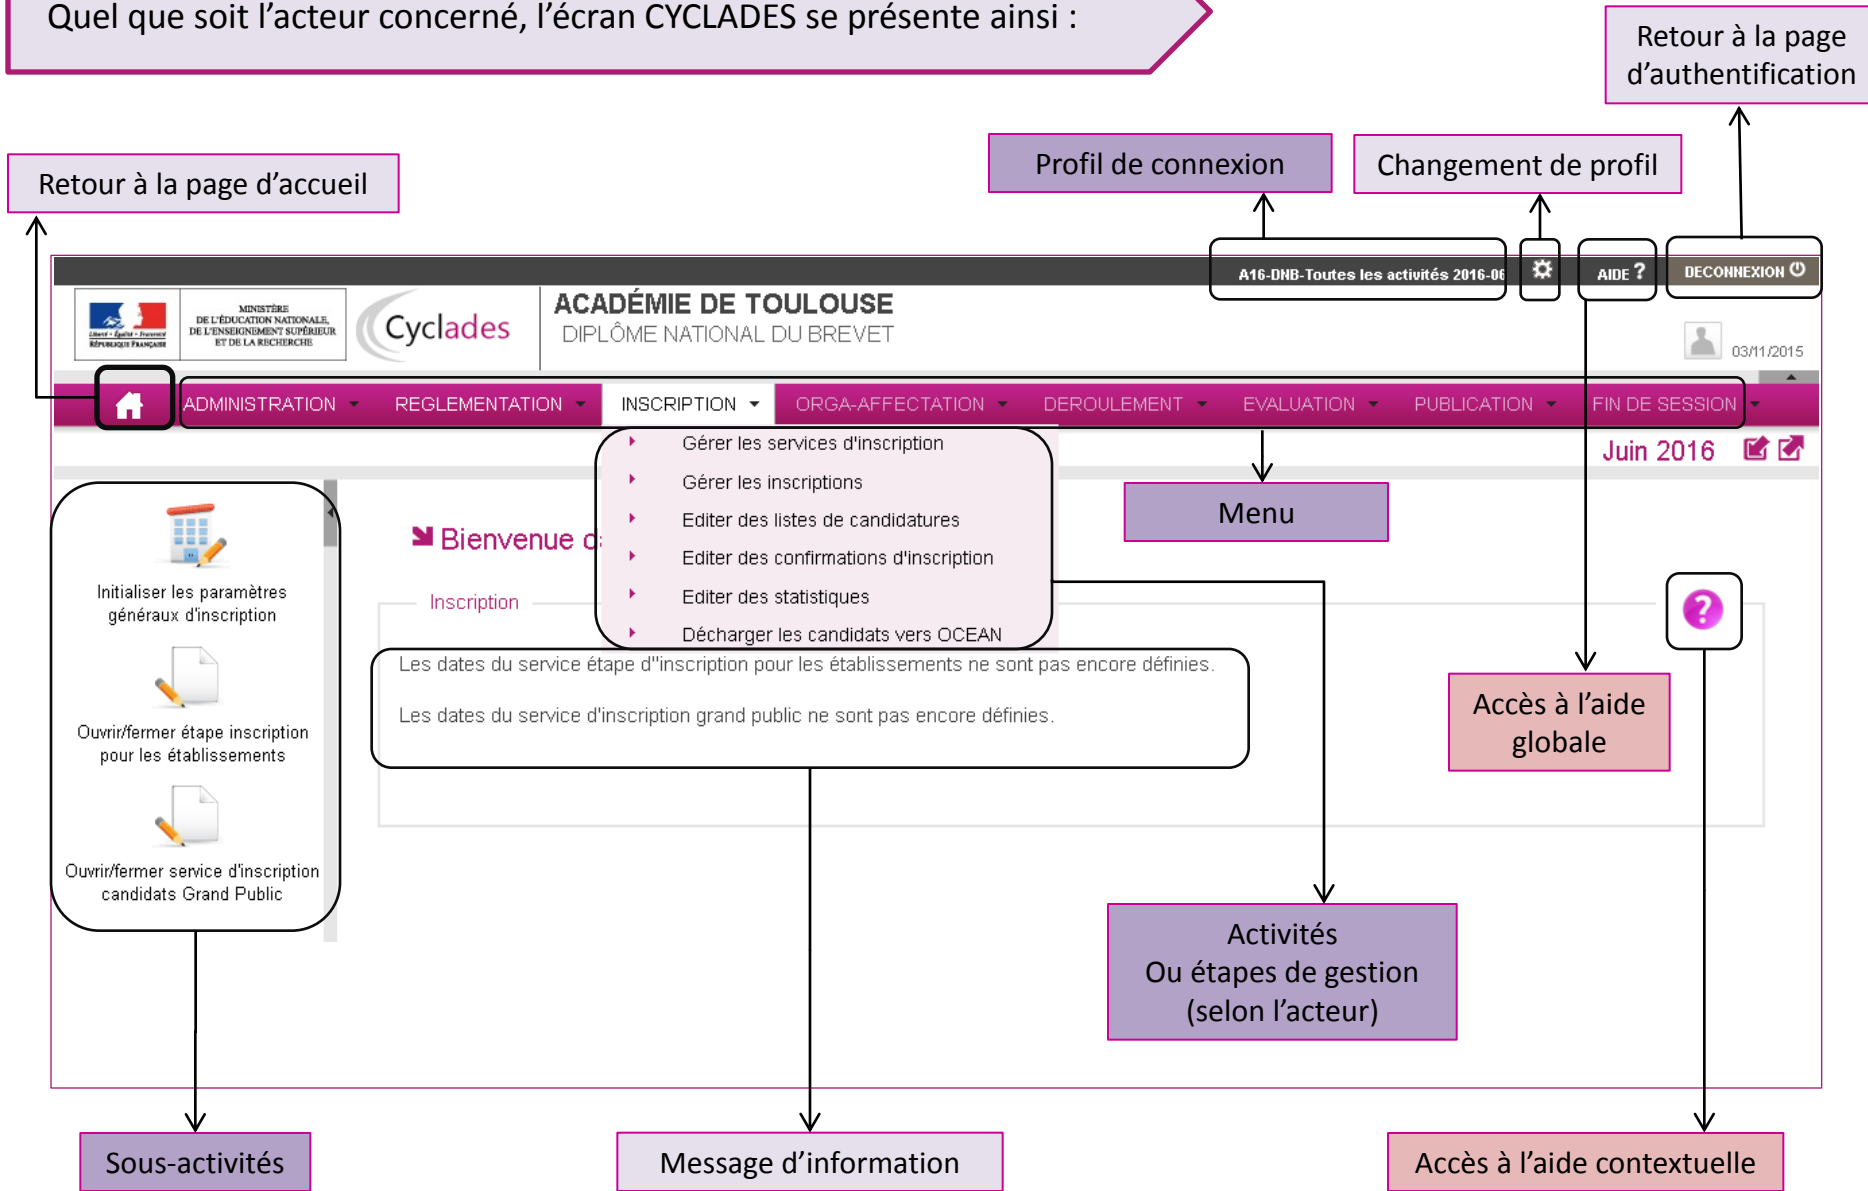 Quel que soit l'acteur concerné, l'écran CYCLADES se présente ainsi :
Retour à la page
d'authentification
Profil de connexion
Changement de profil
Retour à la page d'accueil
A16-DNB-Toutes les activités 2016-06
AIDE ?
DECONNEXION
Liberté • Égalité • Fraternité
RÉPUBLIQUE FRANÇAISE
MINISTÈRE
DE L'ÉDUCATION NATIONALE,
DE L'ENSEIGNEMENT SUPÉRIEUR
ET DE LA RECHERCHE
Cyclades
ACADÉMIE DE TOULOUSE
DIPLÔME NATIONAL DU BREVET
03/11/2015
ADMINISTRATION
REGLEMENTATION
INSCRIPTION
ORGA-AFFECTATION
DEROULEMENT
EVALUATION
PUBLICATION
FIN DE SESSION
Gérer les services d'inscription
Gérer les inscriptions
Editer des listes de candidatures
Editer des confirmations d'inscription
Editer des statistiques
Décharger les candidats vers OCEAN
Juin 2016
Menu
Bienvenue d
Initialiser les paramètres
généraux d'inscription
Inscription
?
Les dates du service étape d''inscription pour les établissements ne sont pas encore définies.
Les dates du service d'inscription grand public ne sont pas encore définies.
Ouvrir/fermer étape inscription
pour les établissements
Accès à l'aide
globale
Ouvrir/fermer service d'inscription
candidats Grand Public
Activités
Ou étapes de gestion
(selon l'acteur)
Sous-activités
Message d'information
Accès à l'aide contextuelle